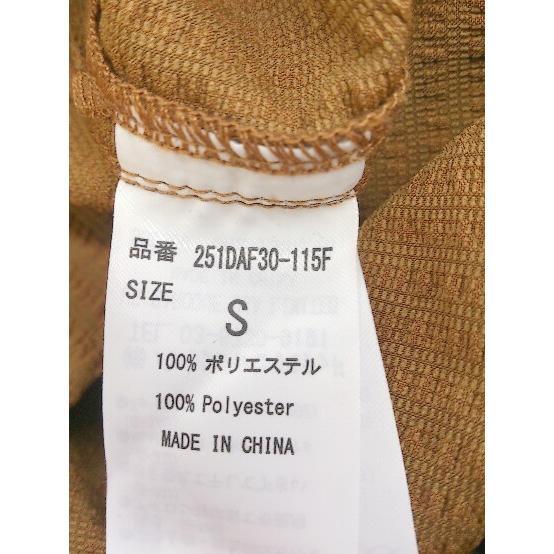 品番 251DAF30-115F
SIZE S
100% ポリエステル
100% Polyester
MADE IN CHINA